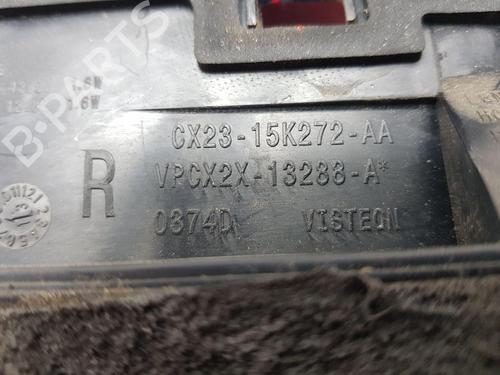 CX23-15K272-AA
R
VPCX2X-13288-A*
0374D VISTEON
B-PARTS